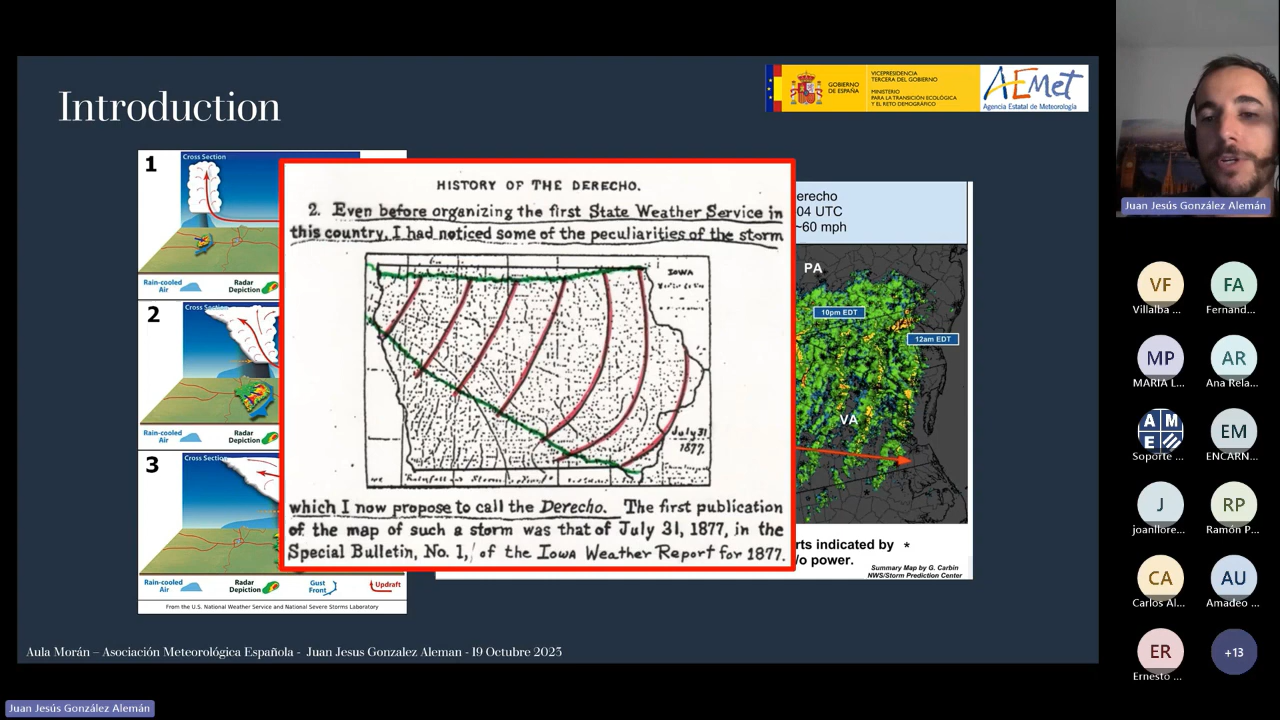 Introduction
GOBIERNO
DE ESPAÑA
VICEPRESIDENCIA
TERCERA DEL GOBIERNO
MINISTERIO
PARA LA TRANSICIÓN ECOLÓGICA
Y EL RETO DEMOGRÁFICO
AEMet
Agencia Estatal de Meteorología
1
Cross Section
Rain-cooled
Air
Radar
Depiction
2
Cross Section
Rain-cooled
Air
Radar
Depiction
3
Cross Section
Rain-cooled
Air
Radar
Depiction
Gust
Front
Updraft
From the U.S. National Weather Service and National Severe Storms Laboratory
HISTORY OF THE DERECHO.
2. Even before organizing the first State Weather Service in
this country, I had noticed some of the peculiarities of the storm
IOWA
July 31
1877.
which I now propose to call the Derecho. The first publication
of the map of such a storm was that of July 31, 1877, in the
Special Bulletin, No. 1, of the Iowa Weather Report for 1877.
erecho
04 UTC
~60 mph
PA
10pm EDT
12am EDT
VA
rts indicated by *
/o power.
Summary Map by G. Carbin
NWS/Storm Prediction Center
Aula Morán – Asociación Meteorológica Española - Juan Jesus Gonzalez Aleman - 19 Octubre 2023
Juan Jesús González Alemán
Juan Jesús González Alemán
VF
Villalba ...
FA
Fernand...
MP
MARIA L...
AR
Ana Rela...
A M
E
Soporte ...
EM
ENCARN...
J
joanllore...
RP
Ramón P...
CA
Carlos Al...
AU
Amadeo ...
ER
Ernesto ...
+13